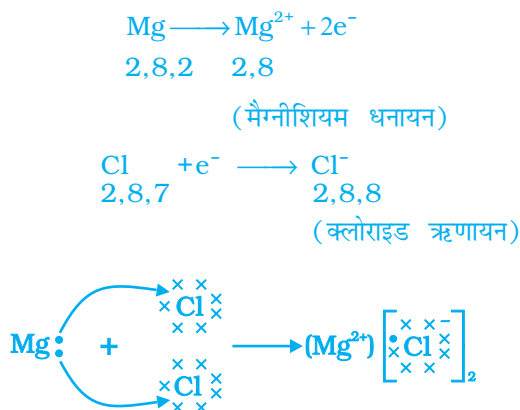 Mg ⟶ Mg²⁺ + 2e⁻
2,8,2 2,8
(मैग्नीशियम धनायन)
Cl +e⁻ ⟶ Cl⁻
2,8,7 2,8,8
(क्लोराइड ऋणायन)
Cl
Mg + ⟶ (Mg²⁺) [Cl⁻]₂
Cl